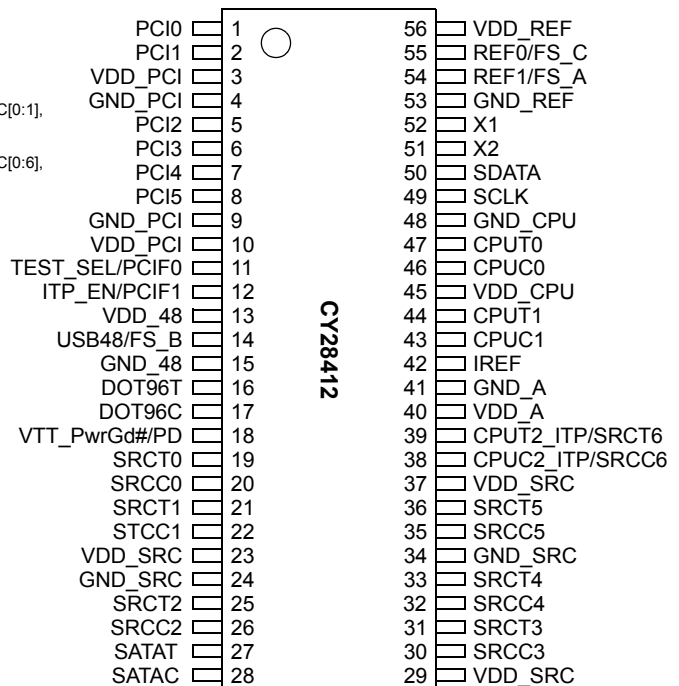 PCI0 1 56 VDD_REF
PCI1 2 55 REF0/FS_C
VDD_PCI 3 54 REF1/FS_A
GND_PCI 4 53 GND_REF
C[0:1],
PCI2 5 52 X1
PCI3 6 51 X2
C[0:6],
PCI4 7 50 SDATA
PCI5 8 49 SCLK
GND_PCI 9 48 GND_CPU
VDD_PCI 10 47 CPUT0
TEST_SEL/PCIF0 11 46 CPUC0
ITP_EN/PCIF1 12 45 VDD_CPU
VDD_48 13 44 CPUT1
USB48/FS_B 14 43 CPUC1
GND_48 15 42 IREF
DOT96T 16 41 GND_A
DOT96C 17 40 VDD_A
VTT_PwrGd#/PD 18 39 CPUT2_ITP/SRCT6
SRCT0 19 38 CPUC2_ITP/SRCC6
SRCC0 20 37 VDD_SRC
SRCT1 21 36 SRCT5
STCC1 22 35 SRCC5
VDD_SRC 23 34 GND_SRC
GND_SRC 24 33 SRCT4
SRCT2 25 32 SRCC4
SRCC2 26 31 SRCT3
SATAT 27 30 SRCC3
SATAC 28 29 VDD_SRC
CY28412